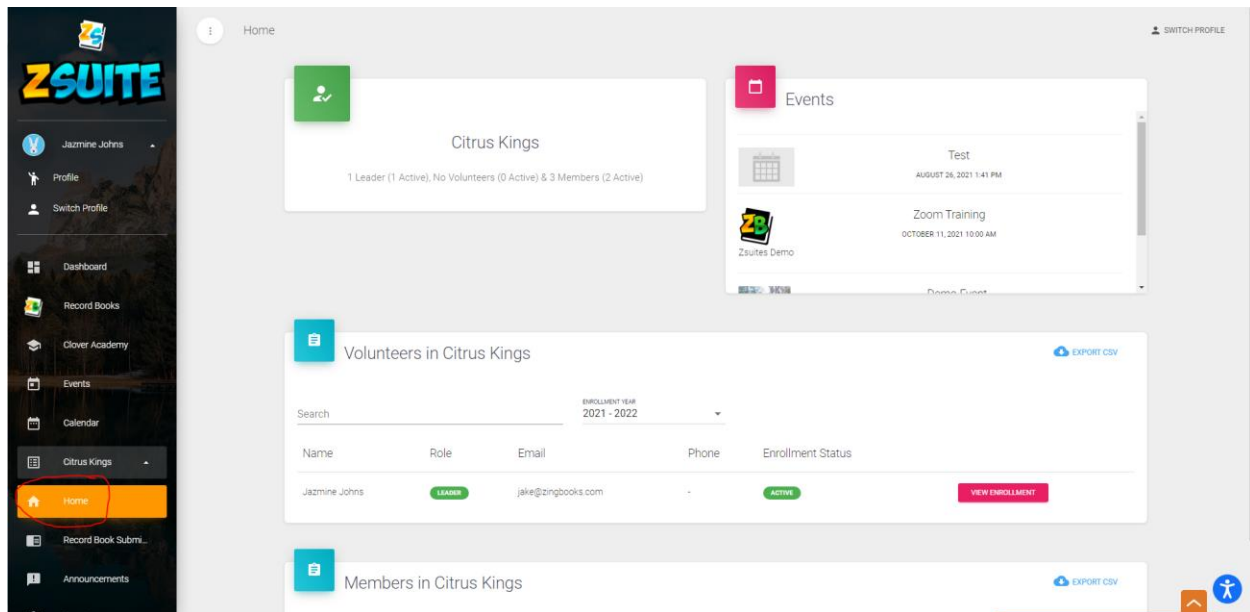 ZS
ZSUITE
Jazmine Johns
Profile
Switch Profile
Dashboard
Record Books
Clover Academy
Events
Calendar
Citrus Kings
Home
Record Book Submi...
Announcements
Home
SWITCH PROFILE
Citrus Kings
1 Leader (1 Active), No Volunteers (0 Active) & 3 Members (2 Active)
Events
Test
AUGUST 26, 2021 1:41 PM
ZB
Zsuites Demo
Zoom Training
OCTOBER 11, 2021 10:00 AM
Demo Event
Volunteers in Citrus Kings
EXPORT CSV
Search
ENROLLMENT YEAR
2021 - 2022
Name Role Email Phone Enrollment Status
Jazmine Johns LEADER jake@zingbooks.com - ACTIVE VIEW ENROLLMENT
Members in Citrus Kings
EXPORT CSV